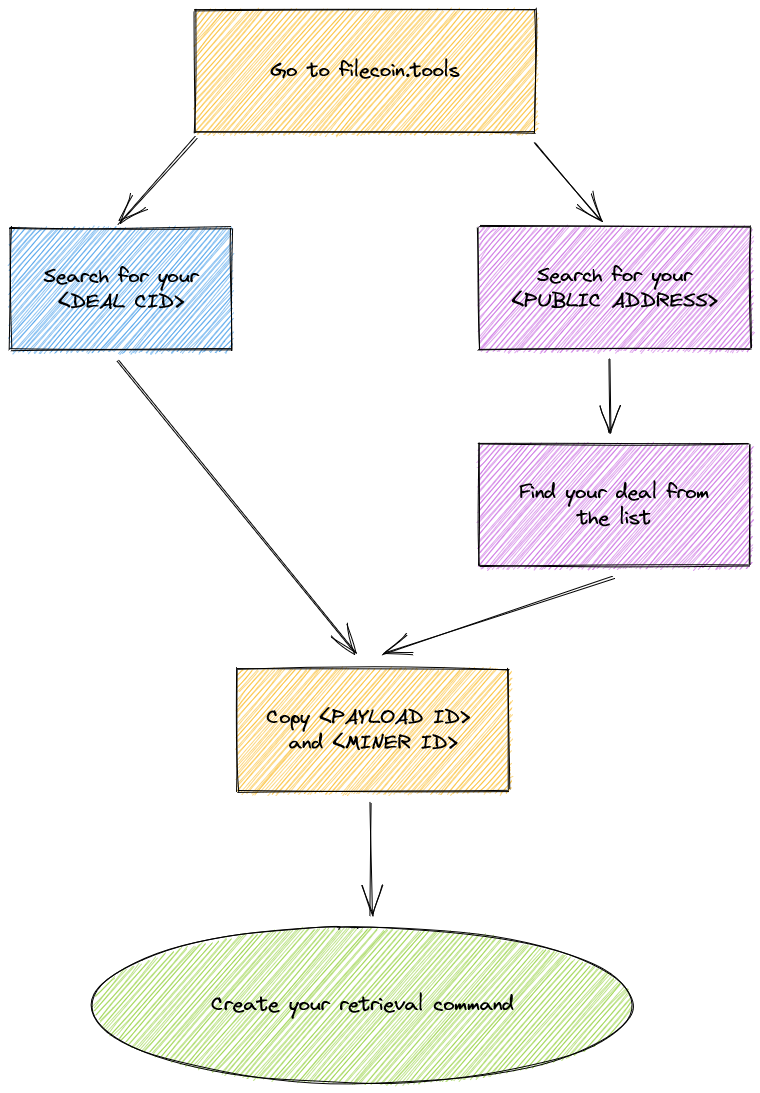 Go to filecoin.tools
Search for your
<DEAL CID>
Search for your
<PUBLIC ADDRESS>
Find your deal from
the list
Copy <PAYLOAD ID>
and <MINER ID>
Create your retrieval command